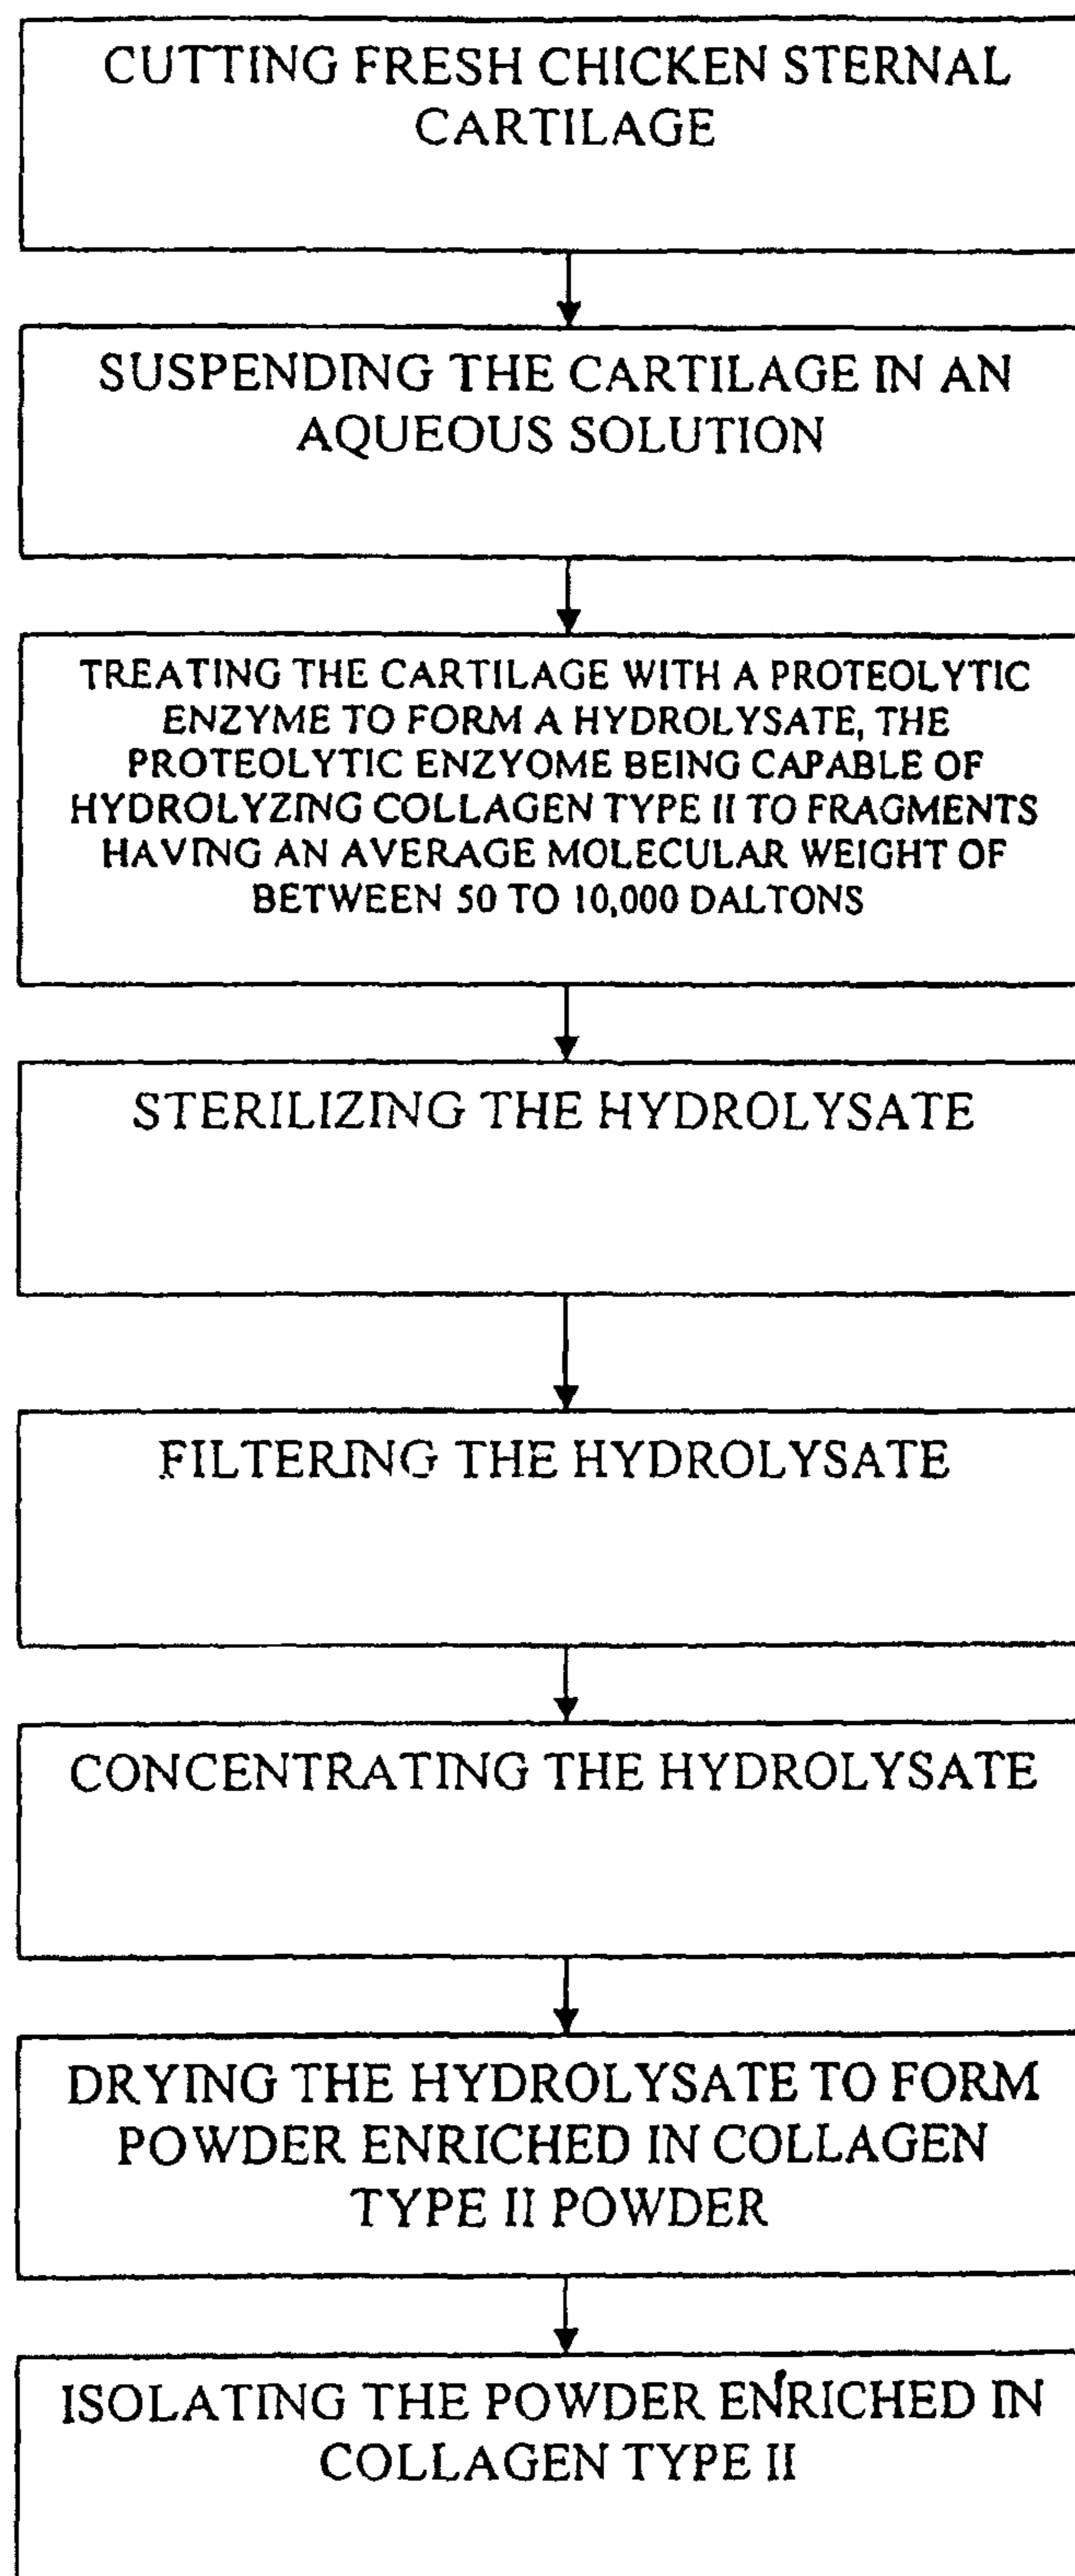 CUTTING FRESH CHICKEN STERNAL
CARTILAGE
SUSPENDING THE CARTILAGE IN AN
AQUEOUS SOLUTION
TREATING THE CARTILAGE WITH A PROTEOLYTIC
ENZYME TO FORM A HYDROLYSATE, THE
PROTEOLYTIC ENZYOME BEING CAPABLE OF
HYDROLYZING COLLAGEN TYPE II TO FRAGMENTS
HAVING AN AVERAGE MOLECULAR WEIGHT OF
BETWEEN 50 TO 10,000 DALTONS
STERILIZING THE HYDROLYSATE
FILTERING THE HYDROLYSATE
CONCENTRATING THE HYDROLYSATE
DRYING THE HYDROLYSATE TO FORM
POWDER ENRICHED IN COLLAGEN
TYPE II POWDER
ISOLATING THE POWDER ENRICHED IN
COLLAGEN TYPE II